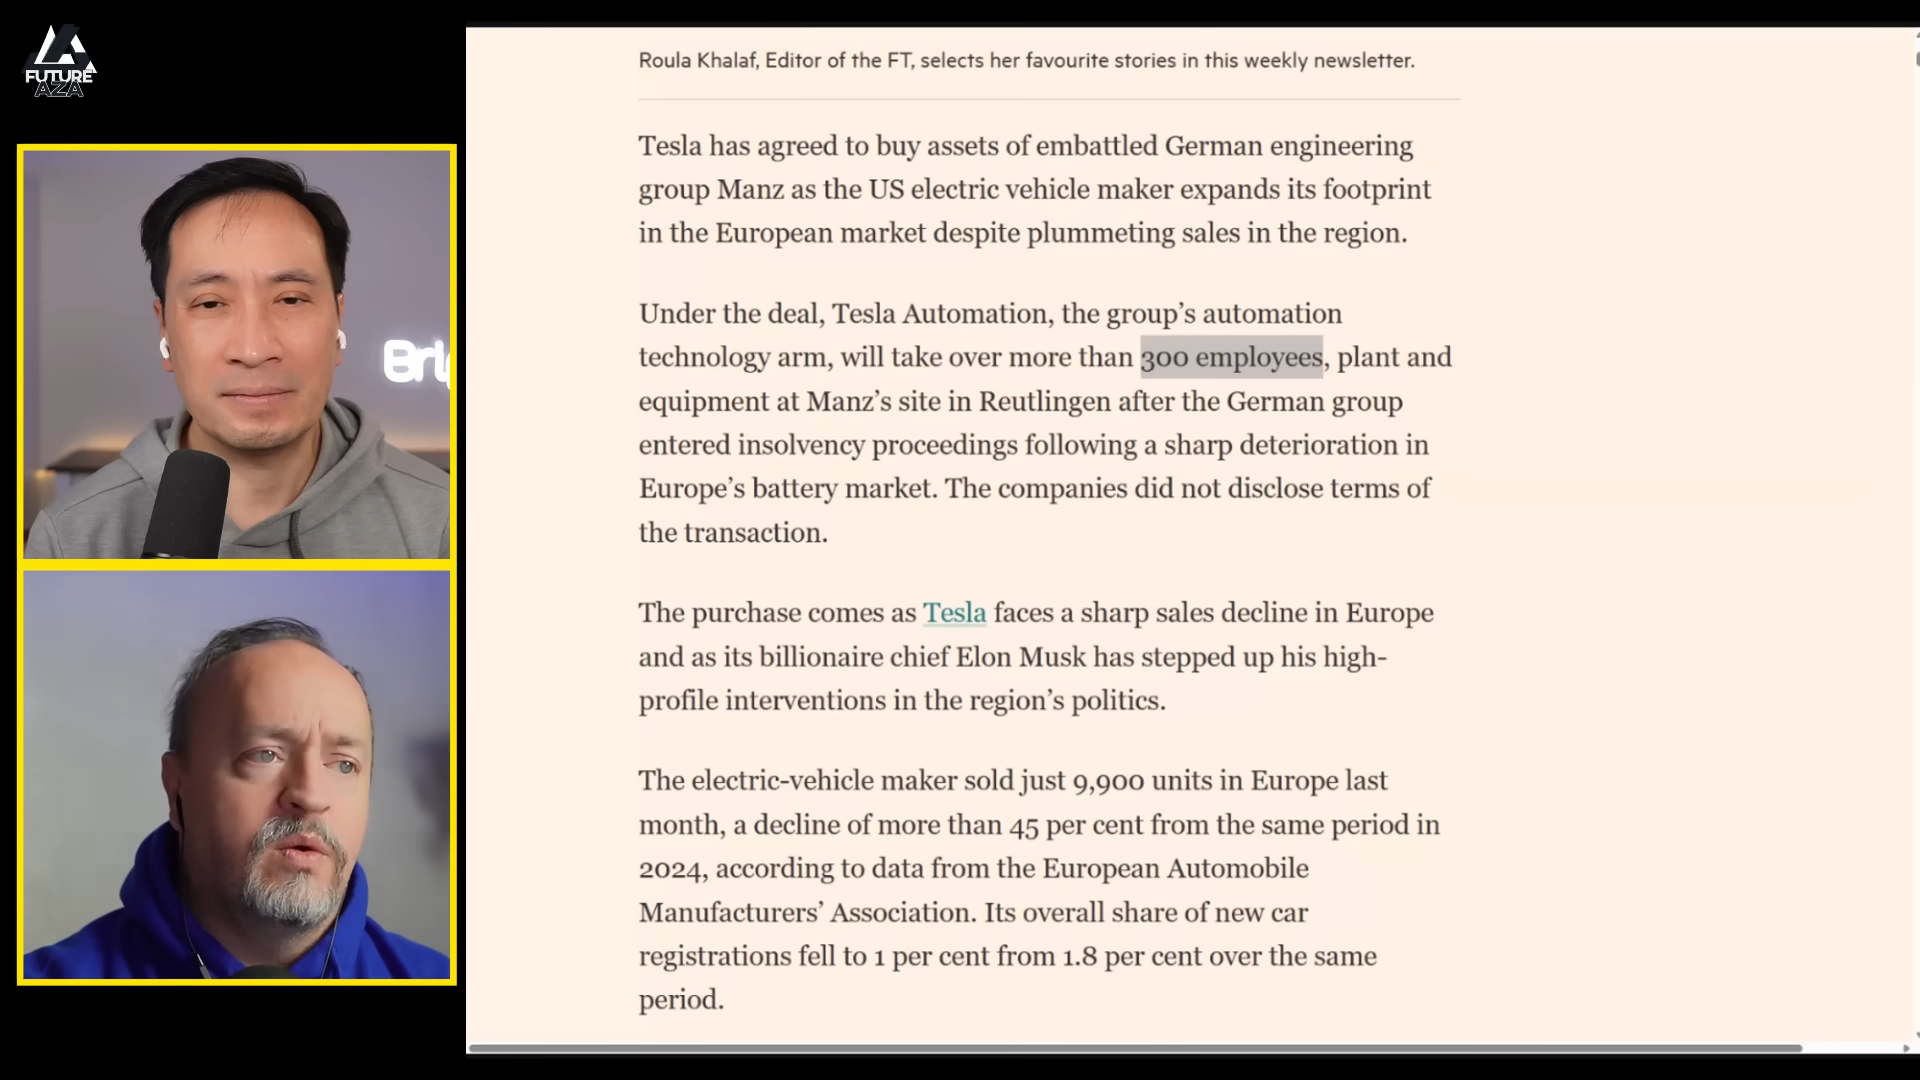 FUTURE
AZA
Bri
Roula Khalaf, Editor of the FT, selects her favourite stories in this weekly newsletter.
Tesla has agreed to buy assets of embattled German engineering
group Manz as the US electric vehicle maker expands its footprint
in the European market despite plummeting sales in the region.
Under the deal, Tesla Automation, the group’s automation
technology arm, will take over more than 300 employees, plant and
equipment at Manz’s site in Reutlingen after the German group
entered insolvency proceedings following a sharp deterioration in
Europe’s battery market. The companies did not disclose terms of
the transaction.
The purchase comes as Tesla faces a sharp sales decline in Europe
and as its billionaire chief Elon Musk has stepped up his high-
profile interventions in the region’s politics.
The electric-vehicle maker sold just 9,900 units in Europe last
month, a decline of more than 45 per cent from the same period in
2024, according to data from the European Automobile
Manufacturers’ Association. Its overall share of new car
registrations fell to 1 per cent from 1.8 per cent over the same
period.